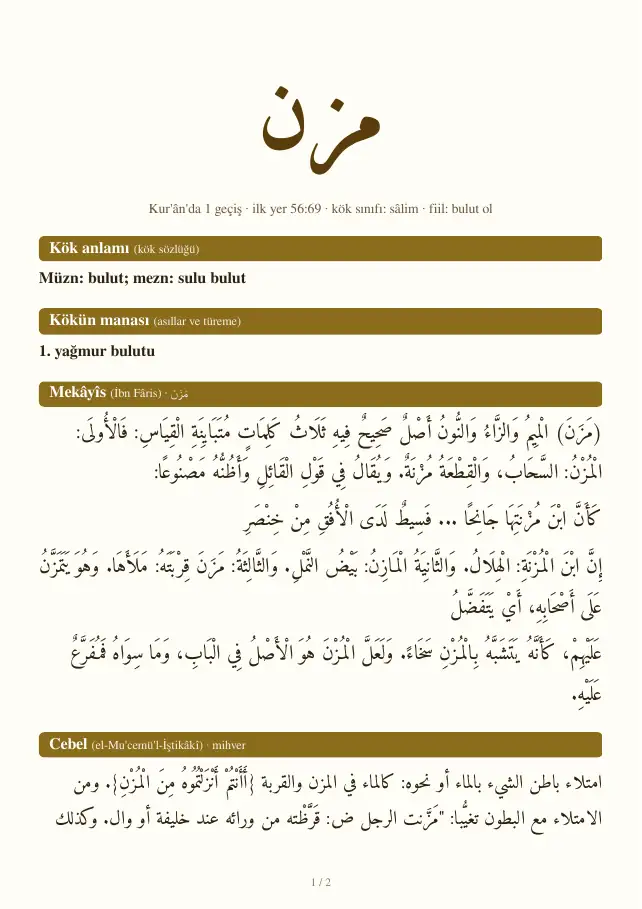 مزن
Kur'ân'da 1 geçiş · ilk yer 56:69 · kök sınıfı: sâlim · fiil: bulut ol
Kök anlamı (kök sözlüğü)
Müzn: bulut; mezn: sulu bulut
Kökün manası (asıllar ve türeme)
1. yağmur bulutu
Mekâyîs (İbn Fâris) · مَزَنَ
(مَزَنَ) الْمِيمُ وَالزَّاءُ وَالنُّونُ أَصْلٌ صَحِيحٌ فِيهِ ثَلَاثُ كَلِمَاتٍ مُتَبَايِنَةِ الْقِيَاسِ: فَالْأُولَى:
الْمُزْنُ: السَّحَابُ، وَالْقِطْعَةُ مُزْنَةٌ. وَيُقَالُ فِي قَوْلِ الْقَائِلِ وَأَظُنُّهُ مَصْنُوعًا:
كَأَنَّ ابْنَ مُزْنَتِهَا جَانِحًا ... فَسِيطٌ لَدَى الْأُفُقِ مِنْ خِنْصَرِ
إِنَّ ابْنَ الْمُزْنَةِ: الْهِلَالُ. وَالثَّانِيَةُ الْمَازِنُ: بَيْضُ النَّمْلِ. وَالثَّالِثَةُ: مَزَنَ قِرْبَتَهُ: مَلَأَهَا. وَهُوَ يَتَمَزَّنُ
عَلَى أَصْحَابِهِ، أَيْ يَتَفَضَّلُ
عَلَيْهِمْ، كَأَنَّهُ يَتَشَبَّهُ بِالْمُزْنِ سَخَاءً. وَلَعَلَّ الْمُزْنَ هُوَ الْأَصْلُ فِي الْبَابِ، وَمَا سِوَاهُ فَمُفَرَّعٌ
عَلَيْهِ.
Cebel (el-Mu'cemü'l-İştikâkî) · mihver
امتلاء باطن الشيء بالماء أو نحوه: كالماء في المزن والقربة {أَأَنْتُمْ أَنْزَلْتُمُوهُ مِنَ الْمُزْنِ}. ومن
الامتلاء مع البطون تغيُّبا: "مَزَّنت الرجل ض: قَرَّظْته من ورائه عند خليفة أو وال. وكذلك
1 / 2